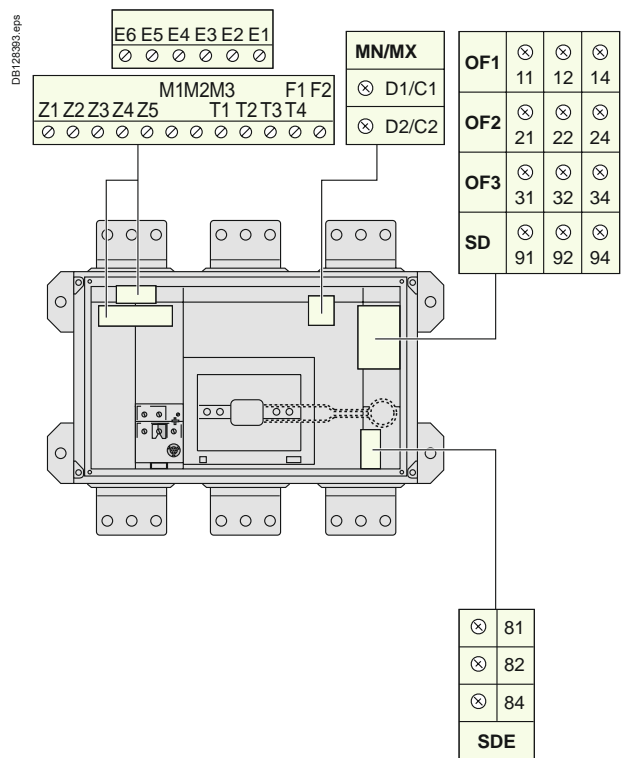 DB128393.eps
E6 E5 E4 E3 E2 E1
M1M2M3 F1 F2
Z1 Z2 Z3 Z4 Z5 T1 T2 T3 T4
MN/MX
D1/C1
D2/C2
OF1
11 12 14
OF2
21 22 24
OF3
31 32 34
SD
91 92 94
81
82
84
SDE